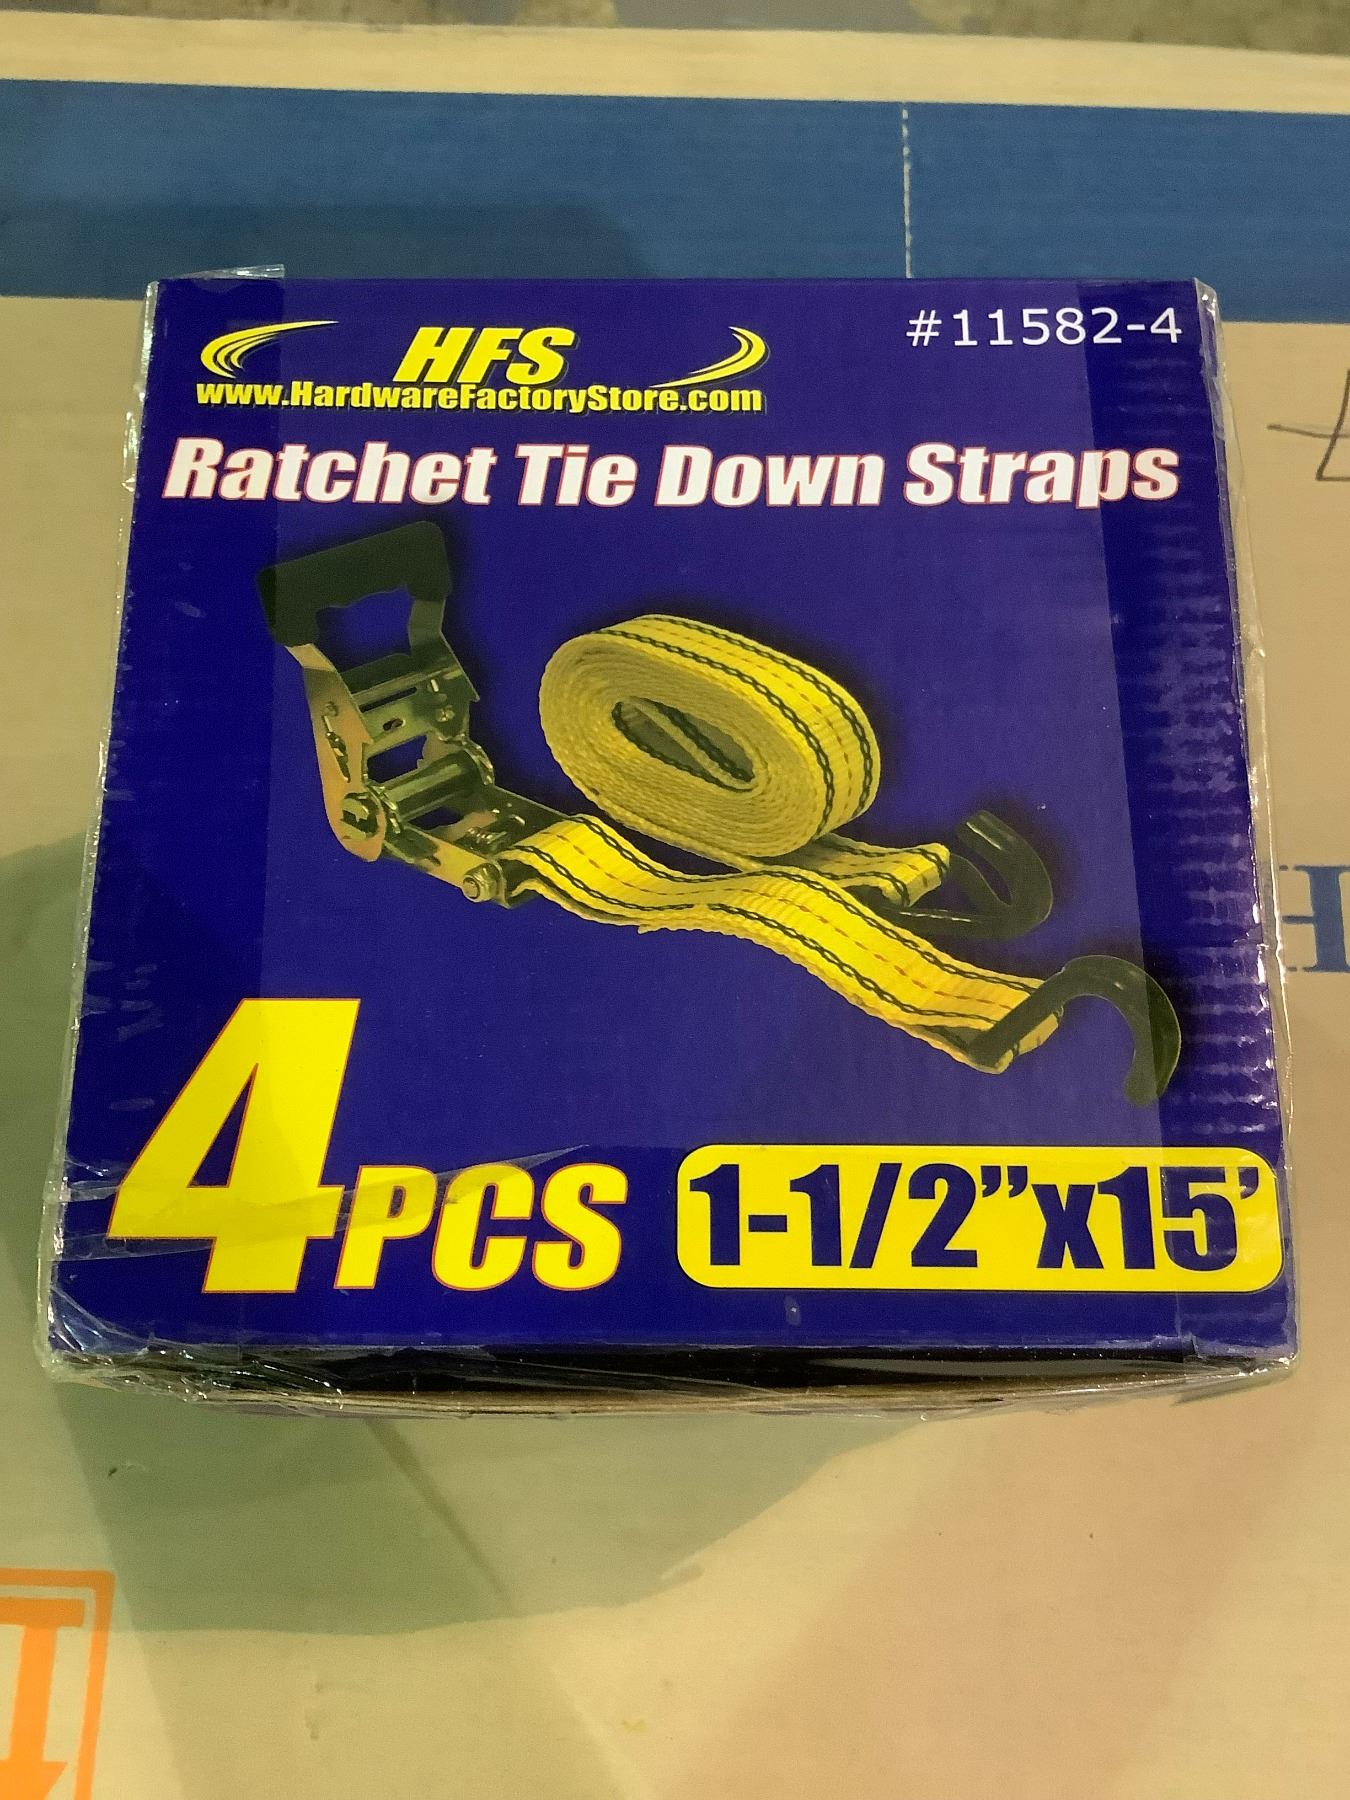 HFS
#11582-4
www.HardwareFactoryStore.com
Ratchet Tie Down Straps
4PCS
1-1/2”x15’
H